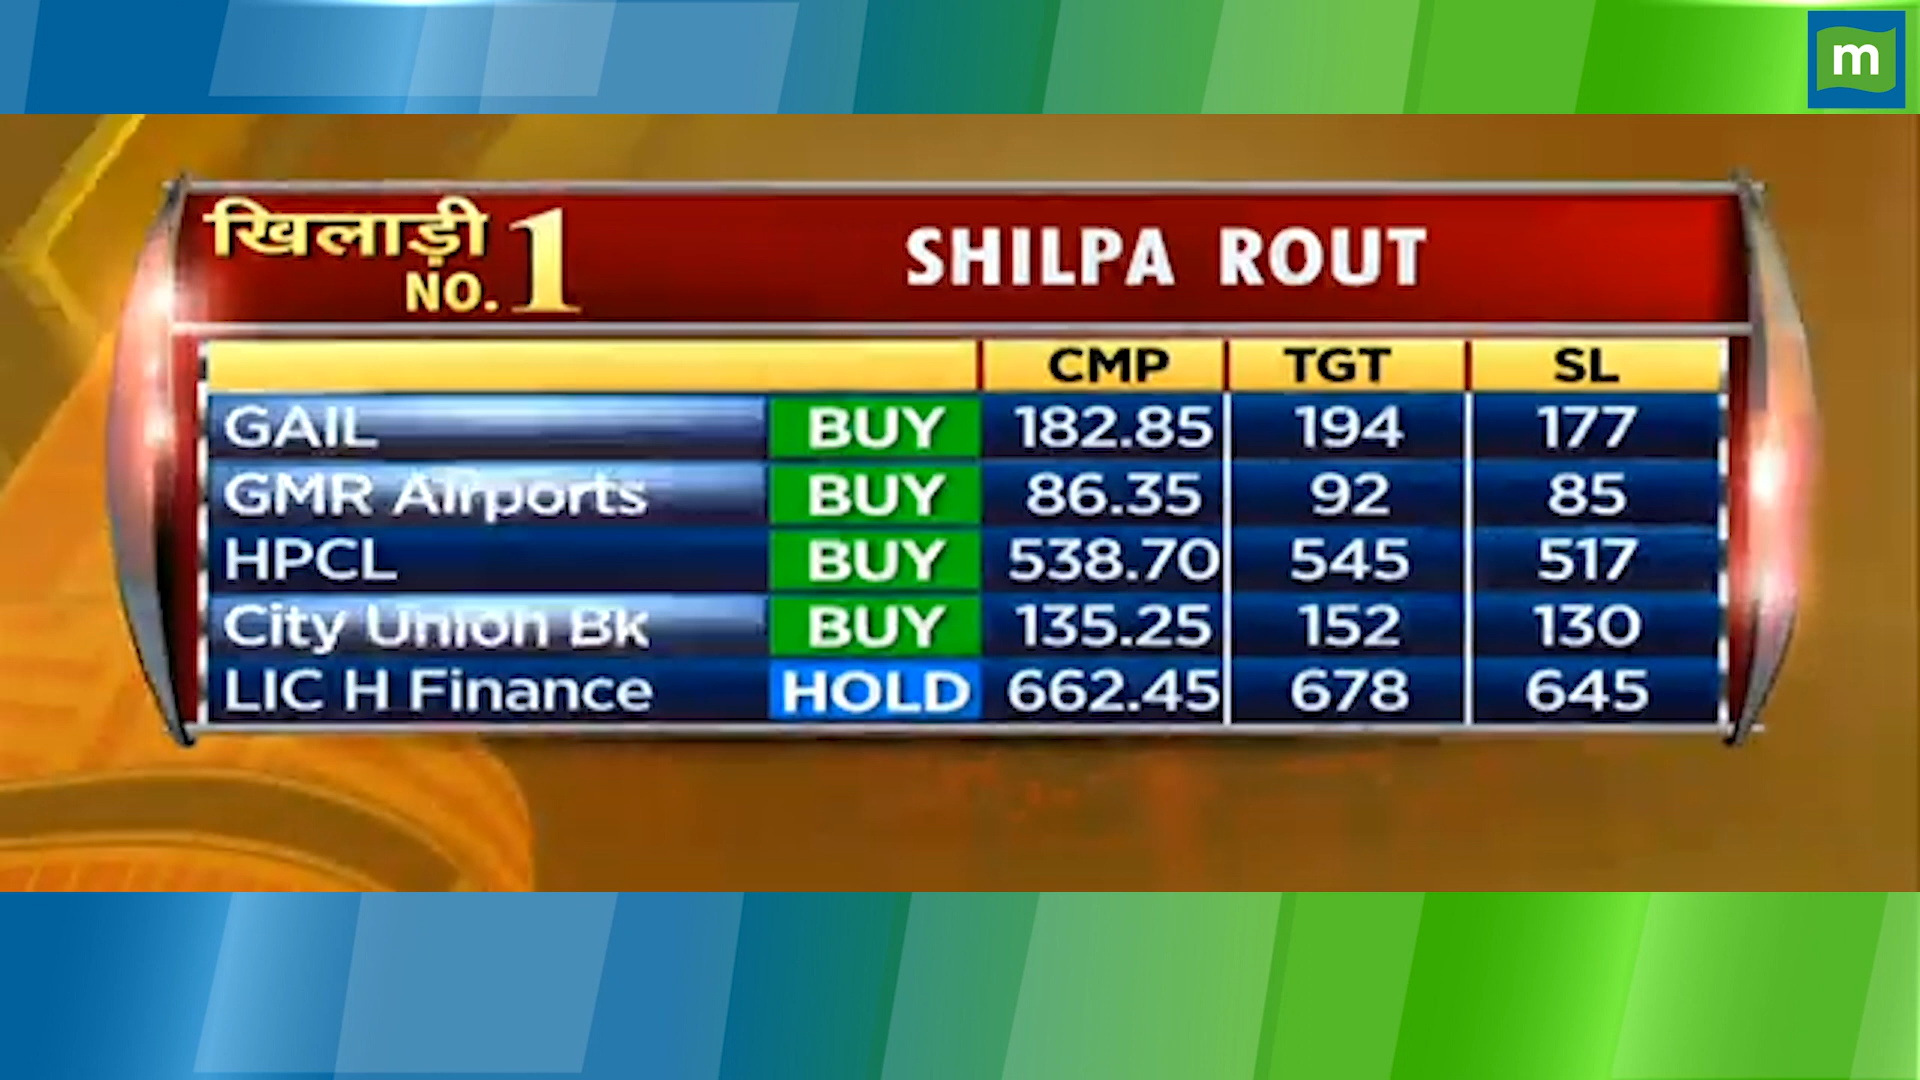 m
खिलाड़ी NO. 1 SHILPA ROUT
CMP TGT SL
GAIL BUY 182.85 194 177
GMR Airports BUY 86.35 92 85
HPCL BUY 538.70 545 517
City Union Bk BUY 135.25 152 130
LIC H Finance HOLD 662.45 678 645